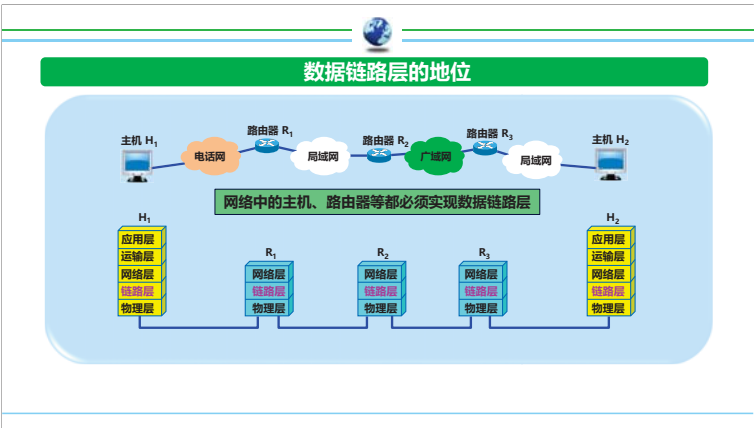 数据链路层的地位
主机 H1
电话网
路由器 R1
局域网
路由器 R2
广域网
路由器 R3
局域网
主机 H2
网络中的主机、路由器等都必须实现数据链路层
H1
应用层
运输层
网络层
链路层
物理层
R1
网络层
链路层
物理层
R2
网络层
链路层
物理层
R3
网络层
链路层
物理层
H2
应用层
运输层
网络层
链路层
物理层